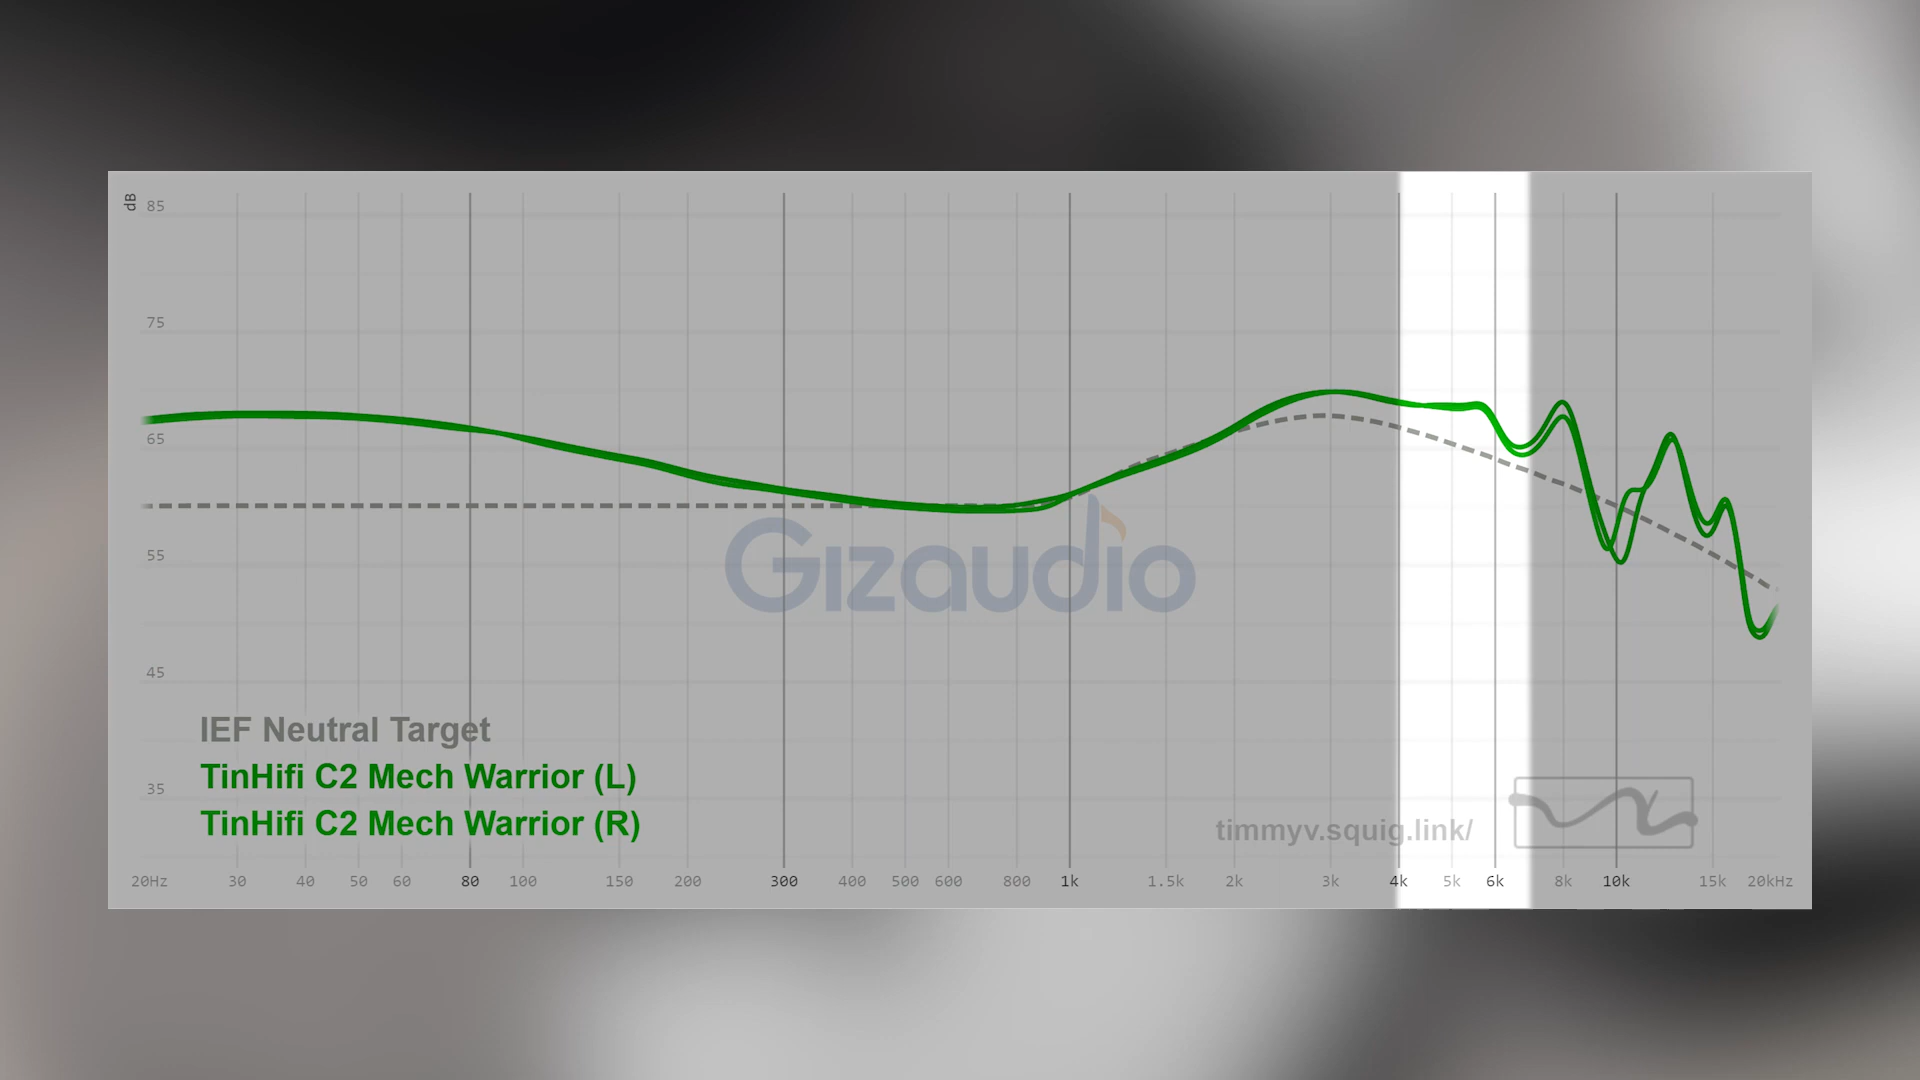 dB
85
75
65
55
45
35
Gizaudio
IEF Neutral Target
TinHifi C2 Mech Warrior (L)
TinHifi C2 Mech Warrior (R)
timmyv.squig.link/
20Hz 30 40 50 60 80 100 150 200 300 400 500 600 800 1k 1.5k 2k 3k 4k 5k 6k 8k 10k 15k 20kHz